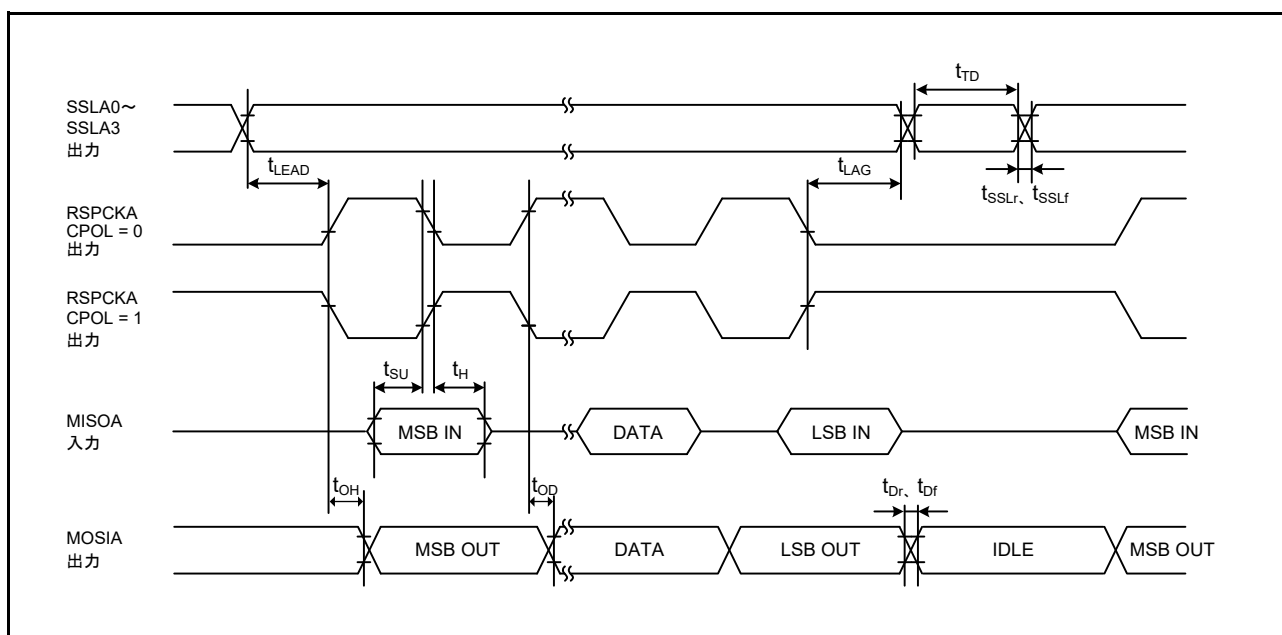 tTD
SSLA0～
SSLA3
出力
tLEAD
tLAG
tSSLr、tSSLf
RSPCKA
CPOL = 0
出力
RSPCKA
CPOL = 1
出力
tSU
tH
MISOA
入力
MSB IN
DATA
LSB IN
MSB IN
tOH
tOD
tDr、tDf
MOSIA
出力
MSB OUT
DATA
LSB OUT
IDLE
MSB OUT